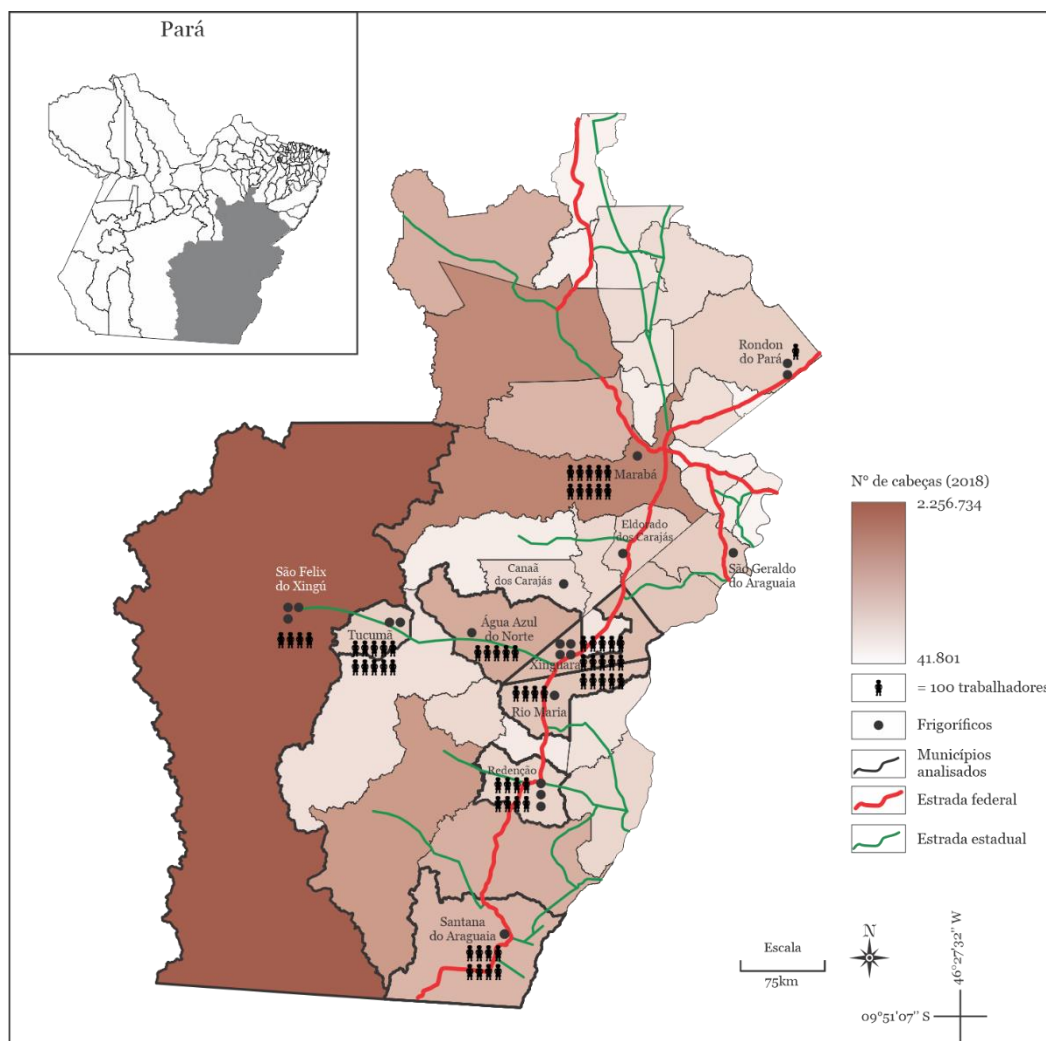 Pará
Rondon
do Pará
Marabá
Eldorado
dos Carajás
São Geraldo
do Araguaia
Canaã
dos Carajás
São Felix
do Xingú
Tucumã
Água Azul
do Norte
Xinguara
Rio Maria
Redenção
Santana
do Araguaia
N° de cabeças (2018)
2.256.734
41.801
= 100 trabalhadores
Frigoríficos
Municípios
analisados
Estrada federal
Estrada estadual
Escala
75km
N
46°27'32'' W
09°51'07'' S